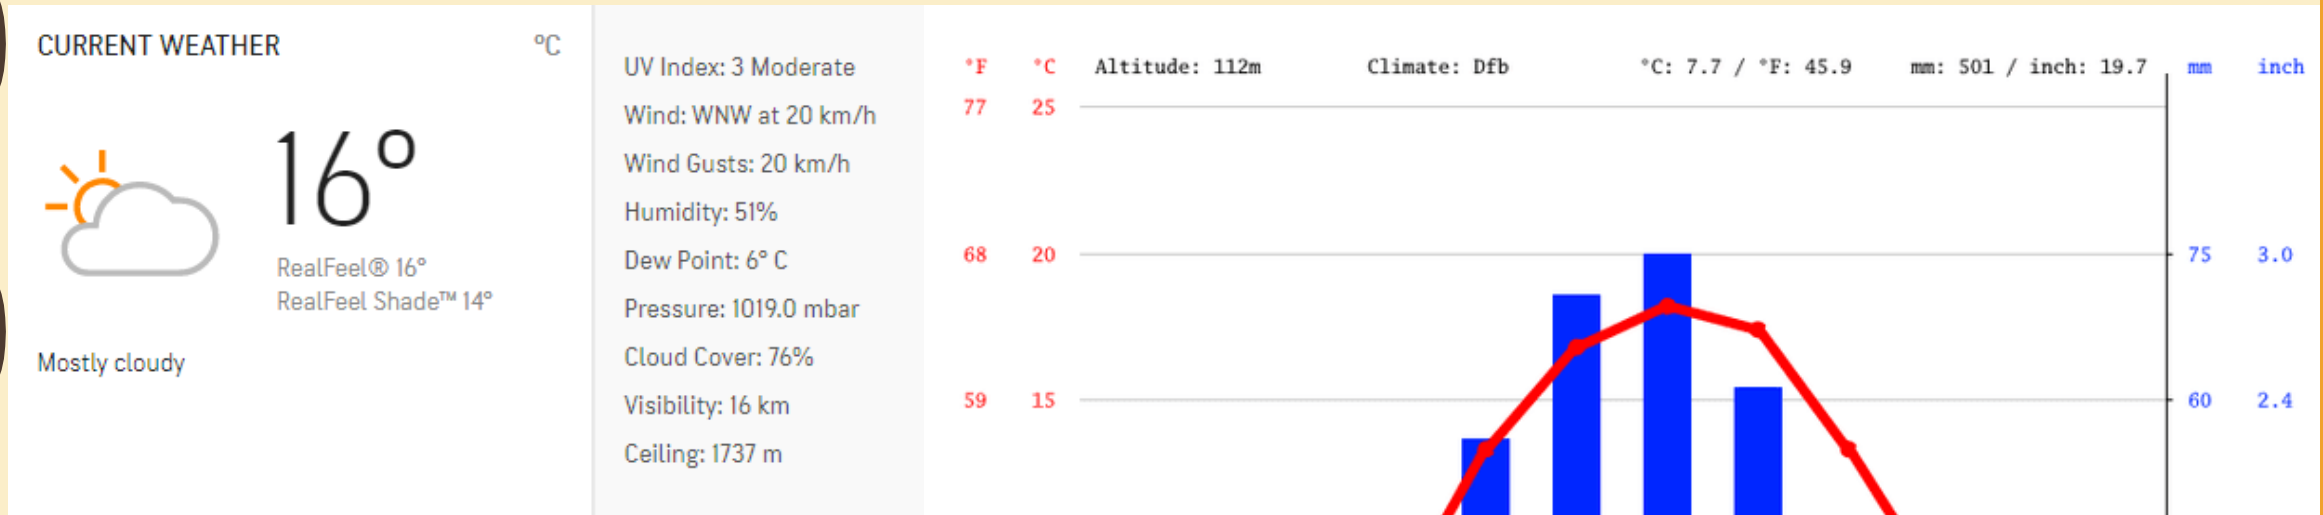 CURRENT WEATHER °C
16°
RealFeel® 16°
RealFeel Shade™ 14°
Mostly cloudy
UV Index: 3 Moderate
Wind: WNW at 20 km/h
Wind Gusts: 20 km/h
Humidity: 51%
Dew Point: 6° C
Pressure: 1019.0 mbar
Cloud Cover: 76%
Visibility: 16 km
Ceiling: 1737 m
°F °C Altitude: 112m Climate: Dfb °C: 7.7 / °F: 45.9 mm: 501 / inch: 19.7 mm inch
77 25
68 20 75 3.0
59 15 60 2.4